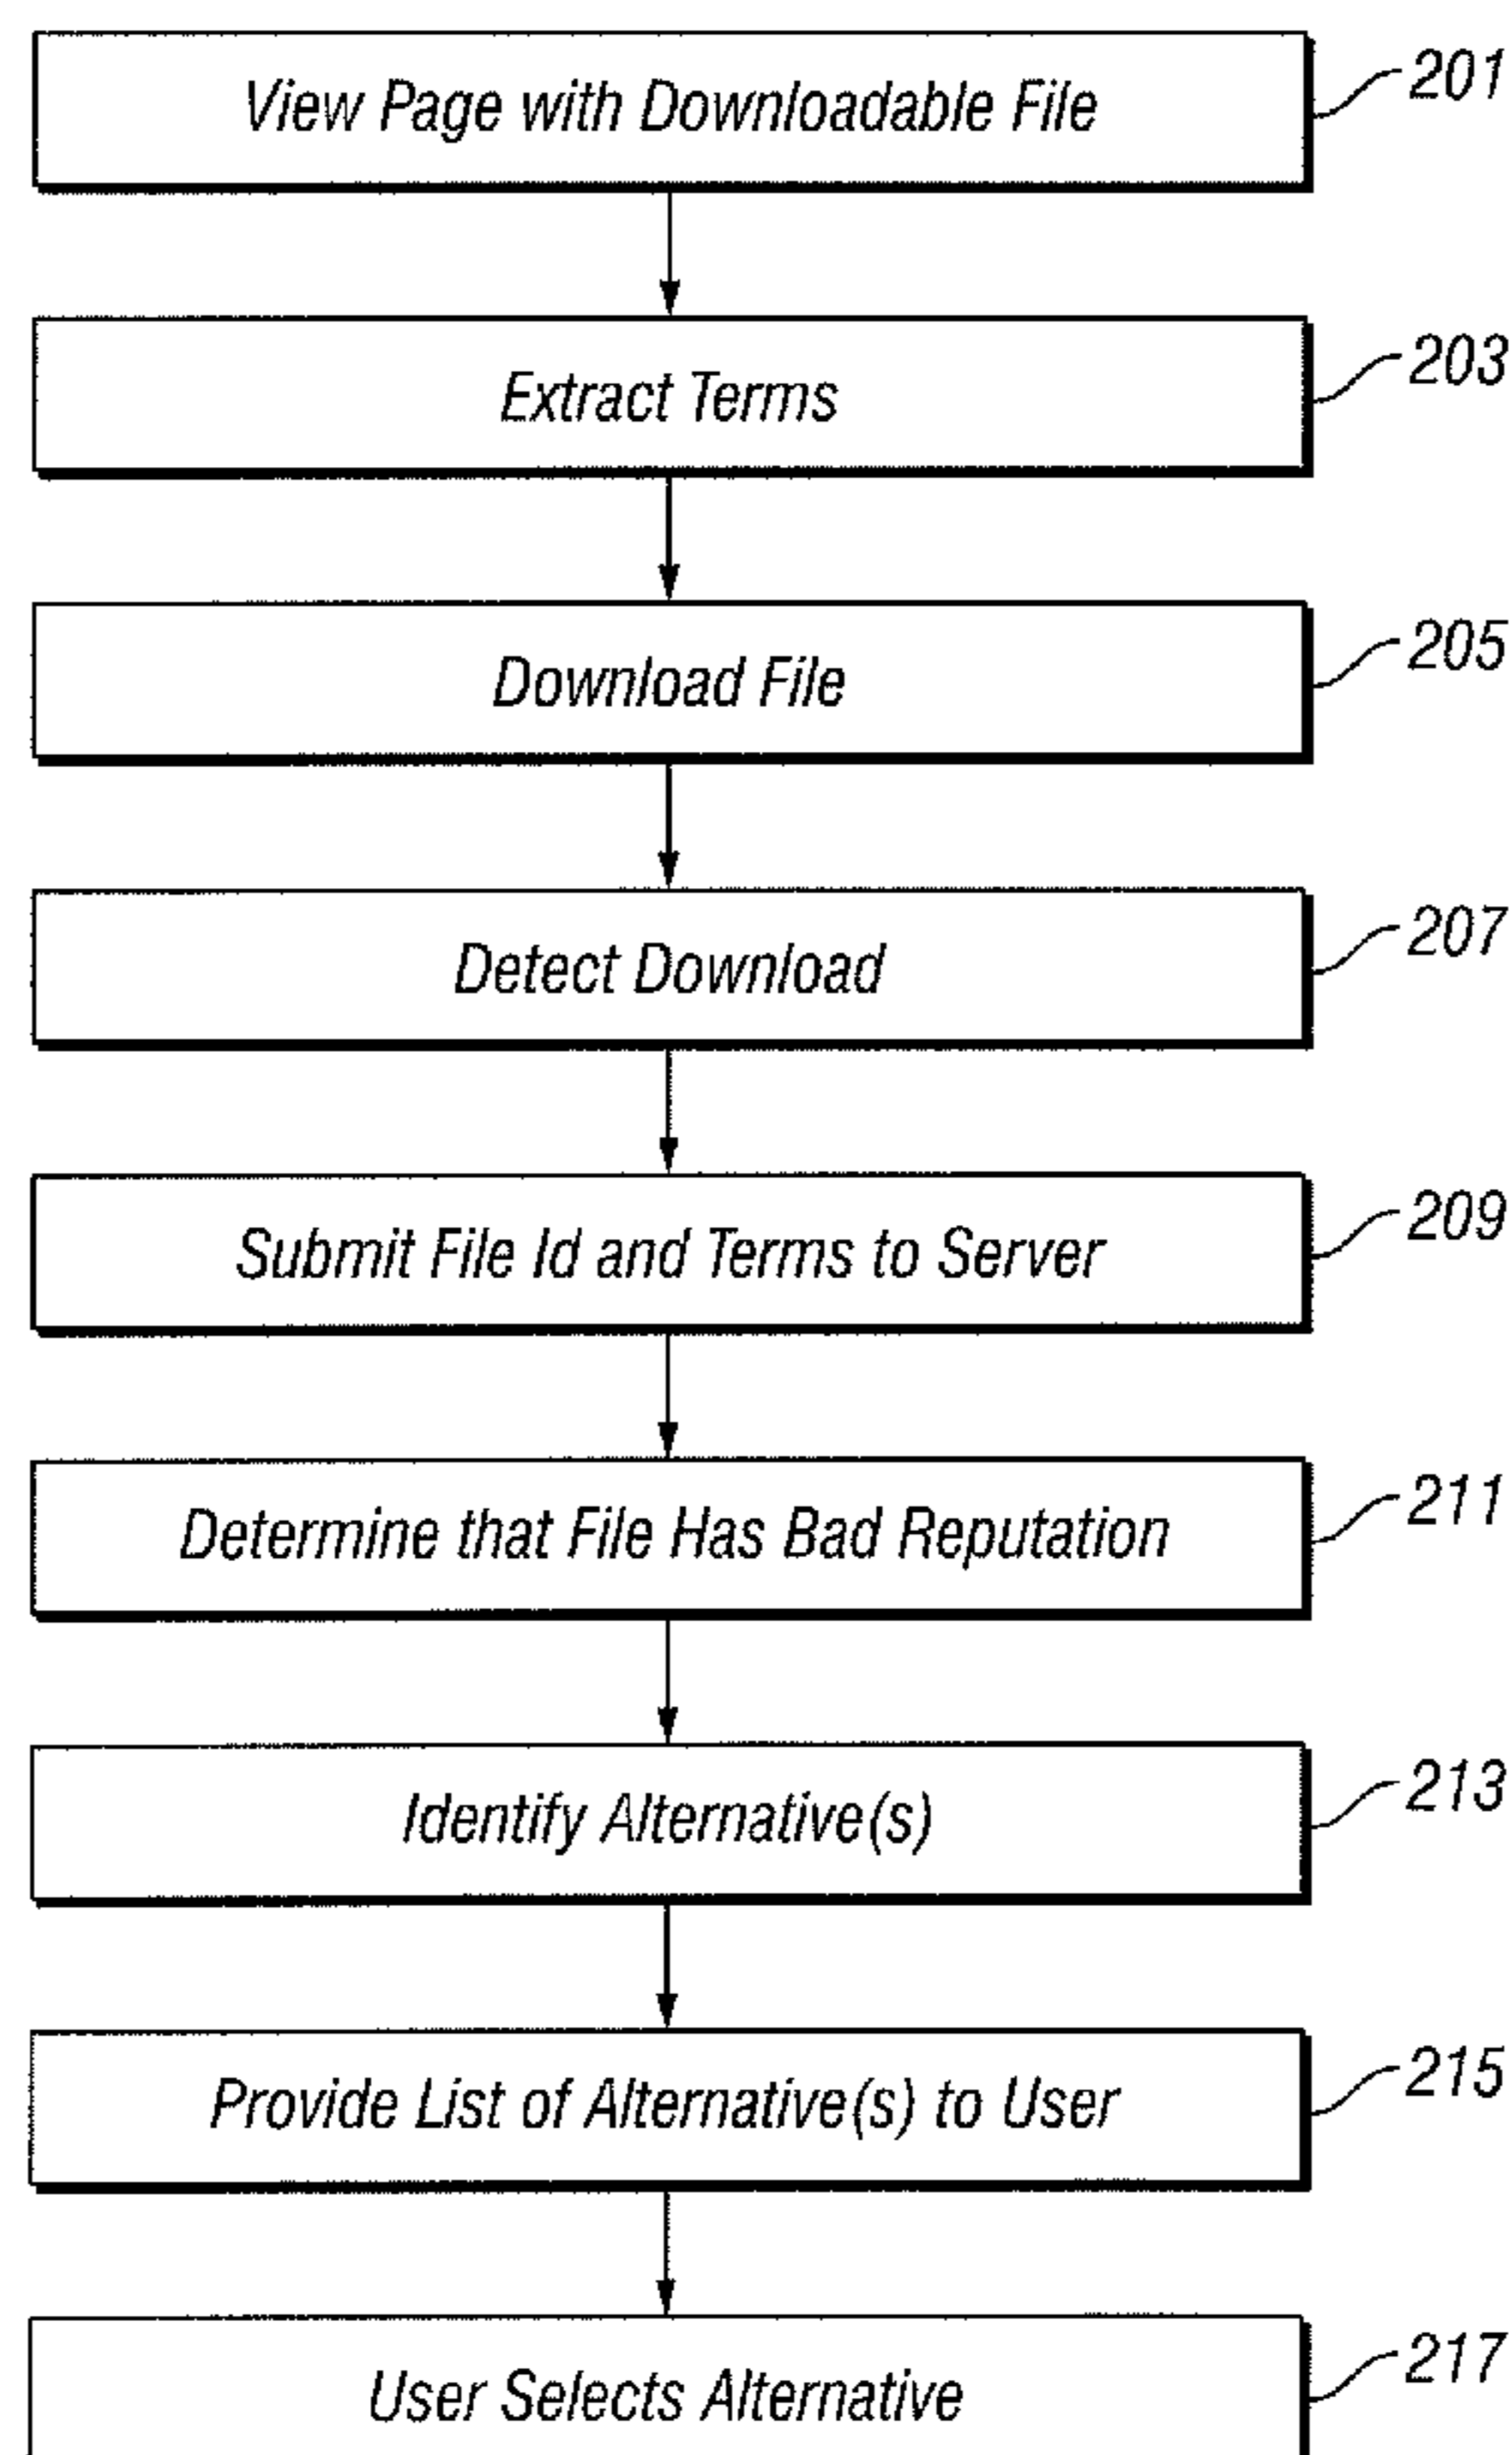 View Page with Downloadable File 201
Extract Terms 203
Download File 205
Detect Download 207
Submit File Id and Terms to Server 209
Determine that File Has Bad Reputation 211
Identify Alternative(s) 213
Provide List of Alternative(s) to User 215
User Selects Alternative 217